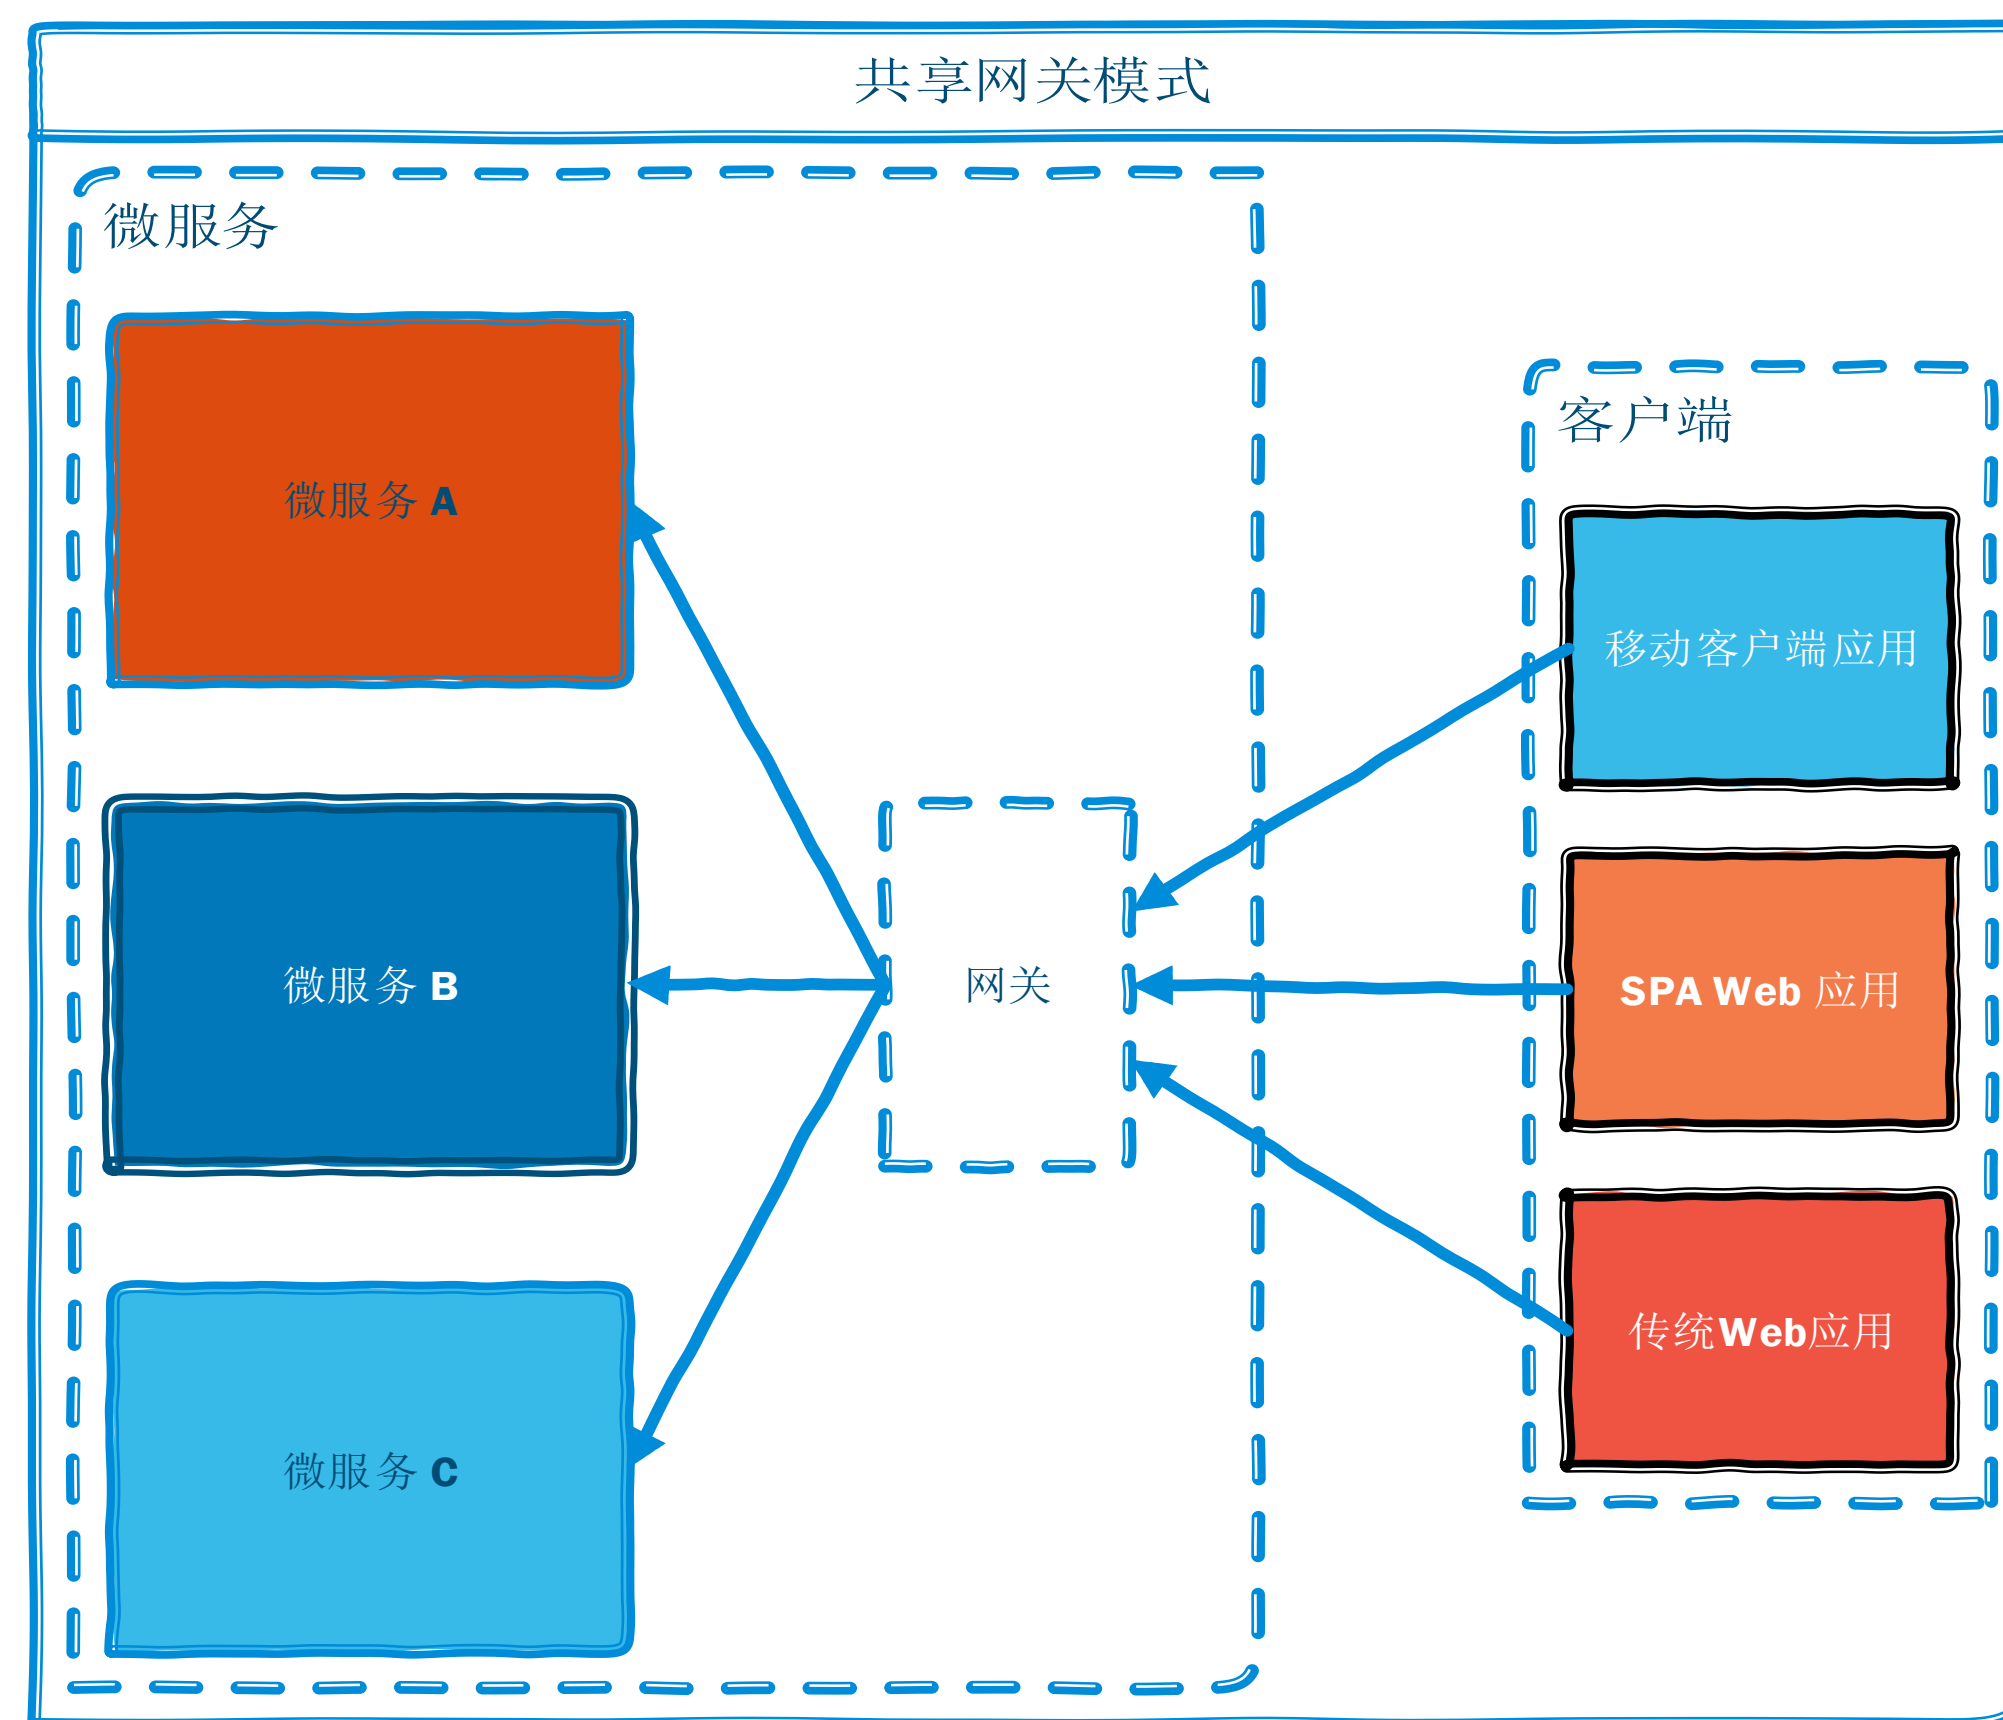 共享网关模式
微服务
微服务 A
微服务 B
微服务 C
网关
客户端
移动客户端应用
SPA Web 应用
传统Web应用